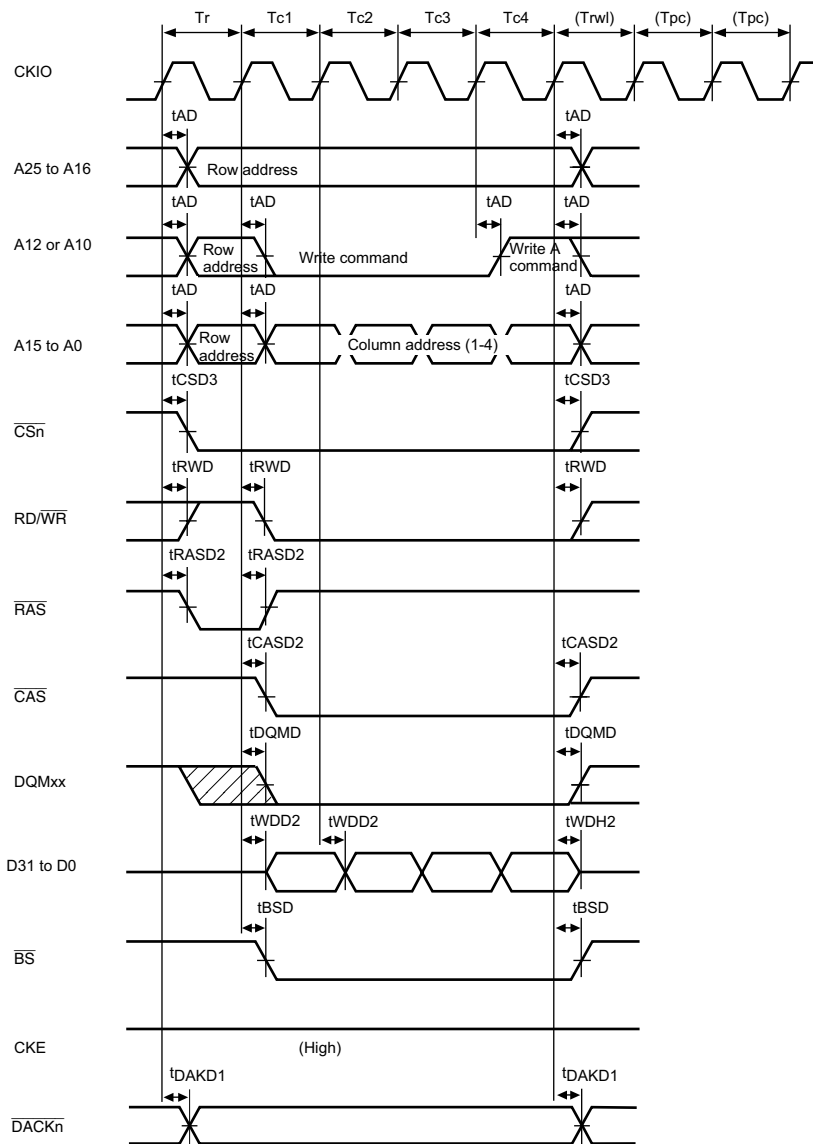 Tr Tc1 Tc2 Tc3 Tc4 (Trwl) (Tpc) (Tpc)
CKIO
tAD tAD
A25 to A16 Row address
tAD tAD tAD tAD
A12 or A10 Row address Write command Write A command
tAD tAD tAD
A15 to A0 Row address Column address (1-4)
tCSD3 tCSD3
CSn
tRWD tRWD tRWD
RD/WR
tRASD2 tRASD2
RAS
tCASD2 tCASD2
CAS
tDQMD tDQMD
DQMxx
tWDD2 tWDD2 tWDH2
D31 to D0
tBSD tBSD
BS
CKE (High)
tDAKD1 tDAKD1
DACKn